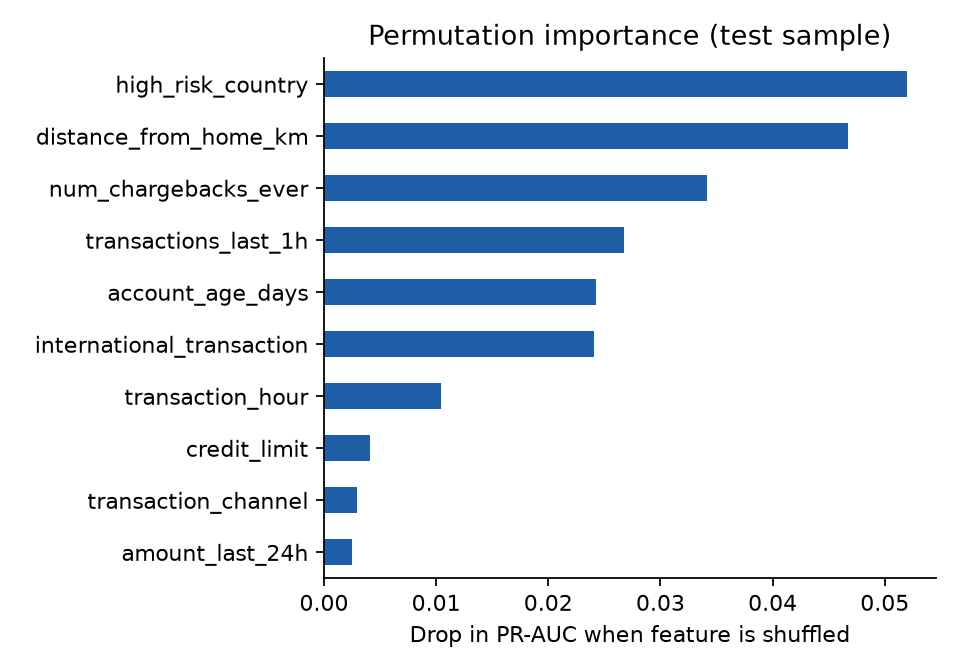 Permutation importance (test sample)
high_risk_country
distance_from_home_km
num_chargebacks_ever
transactions_last_1h
account_age_days
international_transaction
transaction_hour
credit_limit
transaction_channel
amount_last_24h
0.00 0.01 0.02 0.03 0.04 0.05
Drop in PR-AUC when feature is shuffled